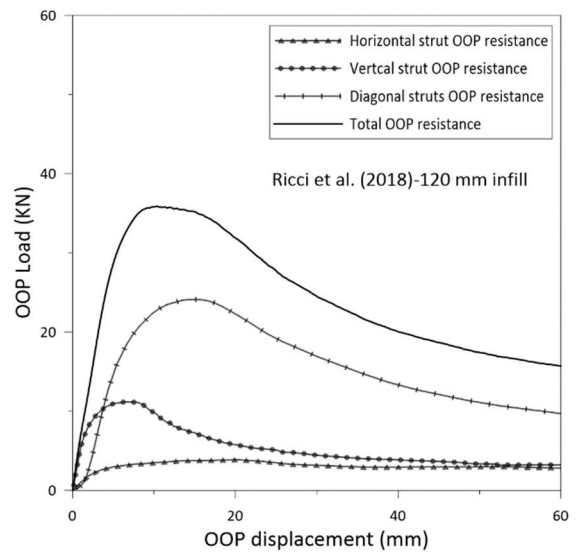 60
Horizontal strut OOP resistance
Vertcal strut OOP resistance
Diagonal struts OOP resistance
Total OOP resistance
Ricci et al. (2018)-120 mm infill
40
OOP Load (KN)
20
0
0 20 40 60
OOP displacement (mm)